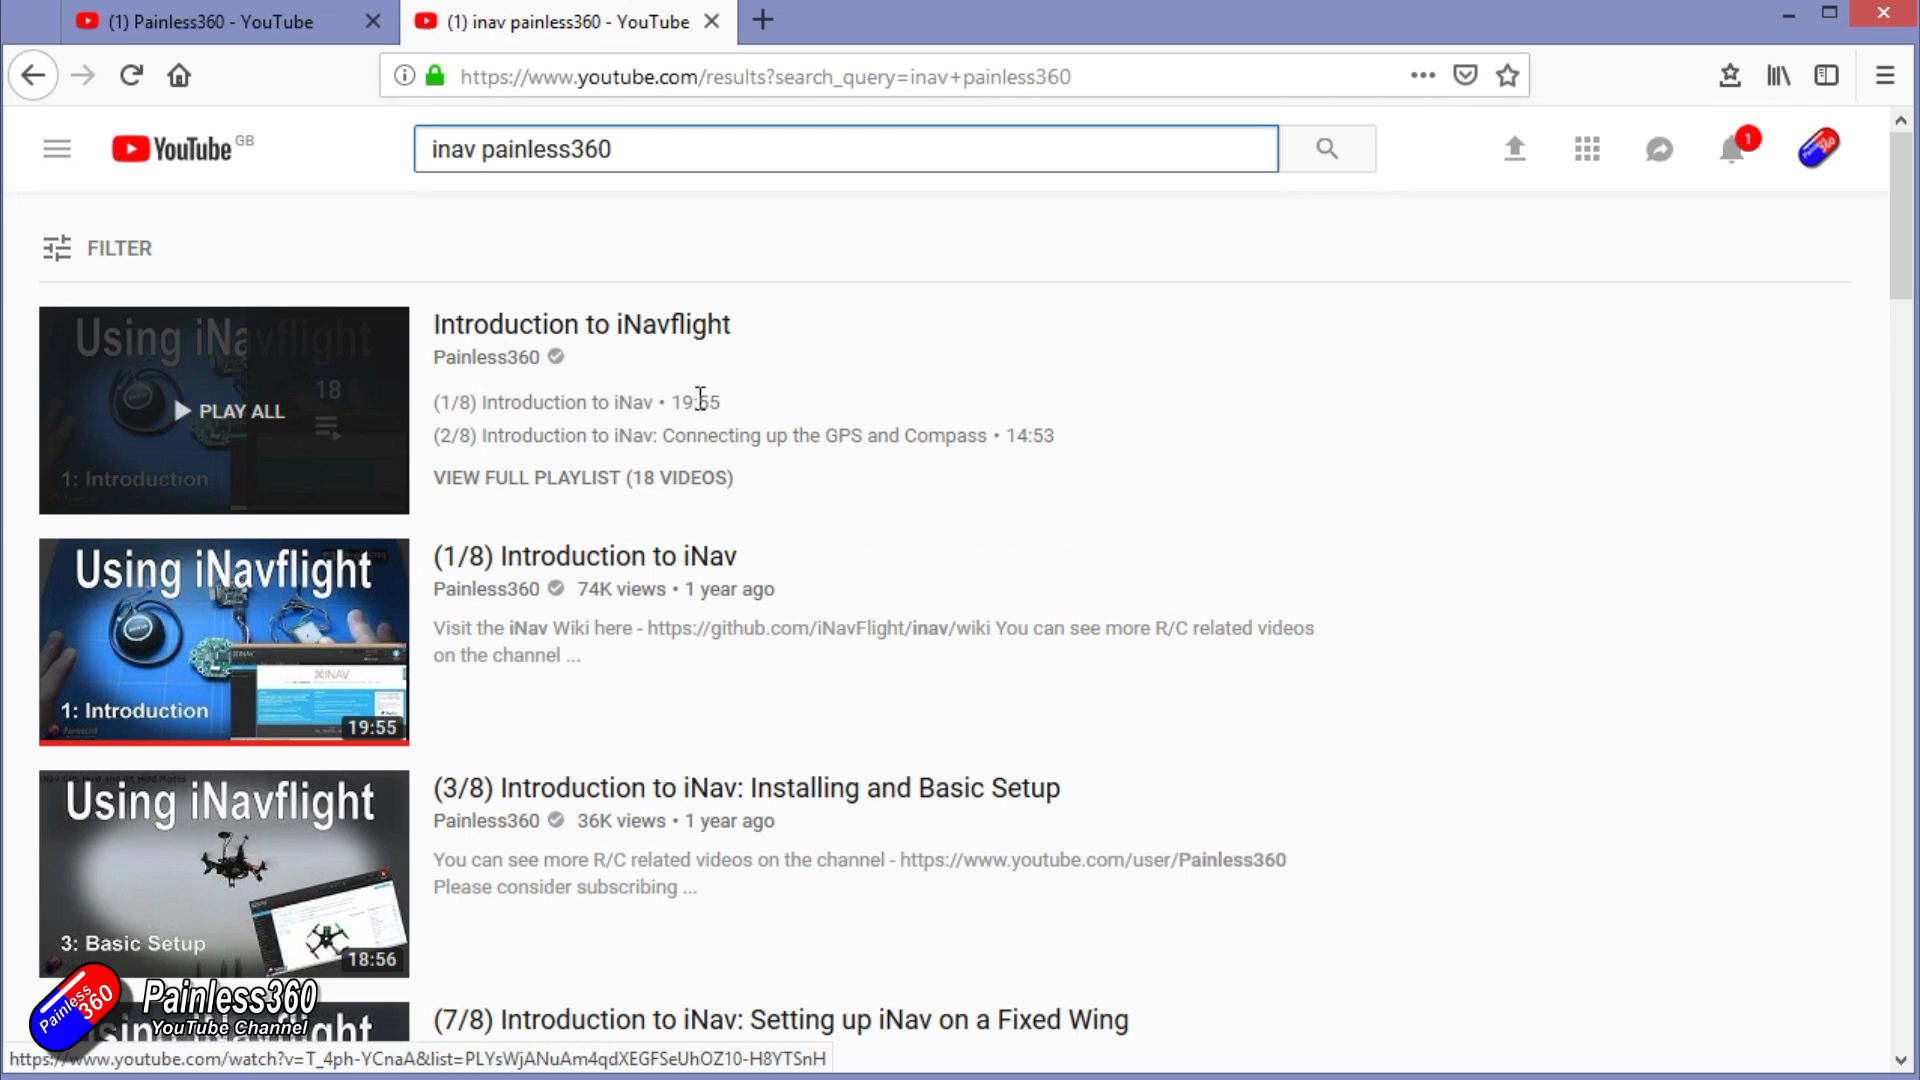 (1) Painless360 - YouTube
(1) inav painless360 - YouTube
https://www.youtube.com/results?search_query=inav+painless360
YouTube GB
inav painless360
1
FILTER
Using iNavflight
18
PLAY ALL
1: Introduction
Introduction to iNavflight
Painless360
(1/8) Introduction to iNav • 19:55
(2/8) Introduction to iNav: Connecting up the GPS and Compass • 14:53
VIEW FULL PLAYLIST (18 VIDEOS)
Using iNavflight
INAV
1: Introduction
19:55
(1/8) Introduction to iNav
Painless360 74K views • 1 year ago
Visit the iNav Wiki here - https://github.com/iNavFlight/inav/wiki You can see more R/C related videos
on the channel ...
Using iNavflight
3: Basic Setup
18:56
(3/8) Introduction to iNav: Installing and Basic Setup
Painless360 36K views • 1 year ago
You can see more R/C related videos on the channel - https://www.youtube.com/user/Painless360
Please consider subscribing ...
Painless 360
Painless360
YouTube Channel
(7/8) Introduction to iNav: Setting up iNav on a Fixed Wing
https://www.youtube.com/watch?v=T_4ph-YCnaA&list=PLYsWjANuAm4qdXEGFSeUhOZ10-H8YTSnH